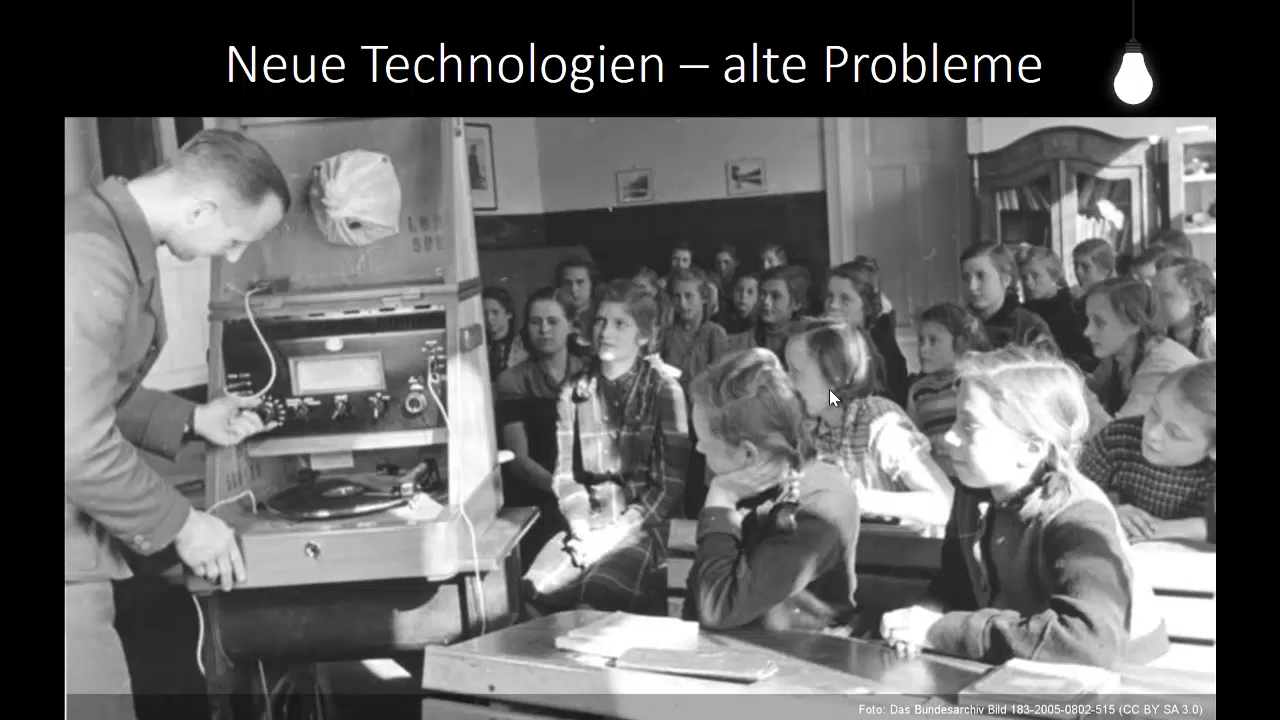 Neue Technologien – alte Probleme
Foto: Das Bundesarchiv Bild 183-2005-0802-515 (CC BY SA 3.0)